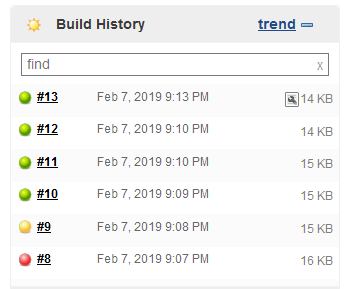 Build History trend
find x
#13 Feb 7, 2019 9:13 PM 14 KB
#12 Feb 7, 2019 9:10 PM 14 KB
#11 Feb 7, 2019 9:10 PM 15 KB
#10 Feb 7, 2019 9:09 PM 15 KB
#9 Feb 7, 2019 9:08 PM 15 KB
#8 Feb 7, 2019 9:07 PM 16 KB